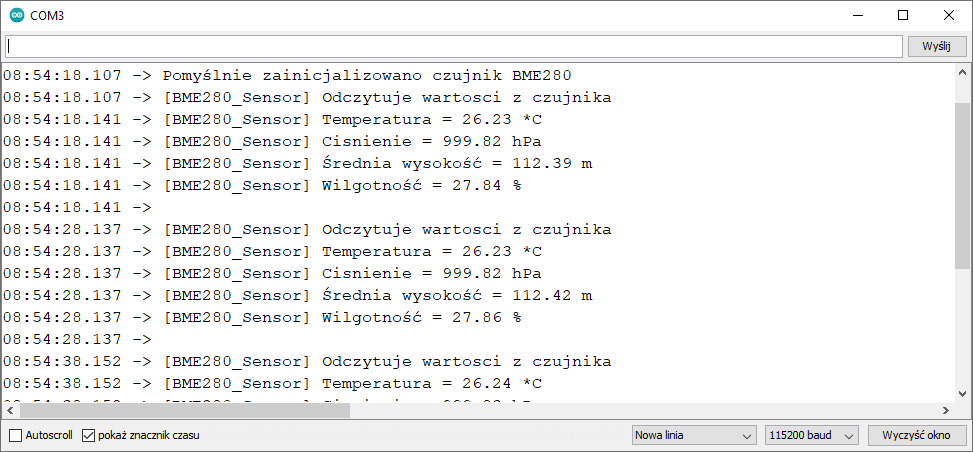 COM3
Wyślij
08:54:18.107 -> Pomyślnie zainicjalizowano czujnik BME280
08:54:18.107 -> [BME280_Sensor] Odczytuje wartosci z czujnika
08:54:18.141 -> [BME280_Sensor] Temperatura = 26.23 *C
08:54:18.141 -> [BME280_Sensor] Cisnienie = 999.82 hPa
08:54:18.141 -> [BME280_Sensor] Średnia wysokość = 112.39 m
08:54:18.141 -> [BME280_Sensor] Wilgotność = 27.84 %
08:54:18.141 ->
08:54:28.137 -> [BME280_Sensor] Odczytuje wartosci z czujnika
08:54:28.137 -> [BME280_Sensor] Temperatura = 26.23 *C
08:54:28.137 -> [BME280_Sensor] Cisnienie = 999.82 hPa
08:54:28.137 -> [BME280_Sensor] Średnia wysokość = 112.42 m
08:54:28.137 -> [BME280_Sensor] Wilgotność = 27.86 %
08:54:28.137 ->
08:54:38.152 -> [BME280_Sensor] Odczytuje wartosci z czujnika
08:54:38.152 -> [BME280_Sensor] Temperatura = 26.24 *C
Autoscroll pokaż znacznik czasu Nowa linia 115200 baud Wyczyść okno